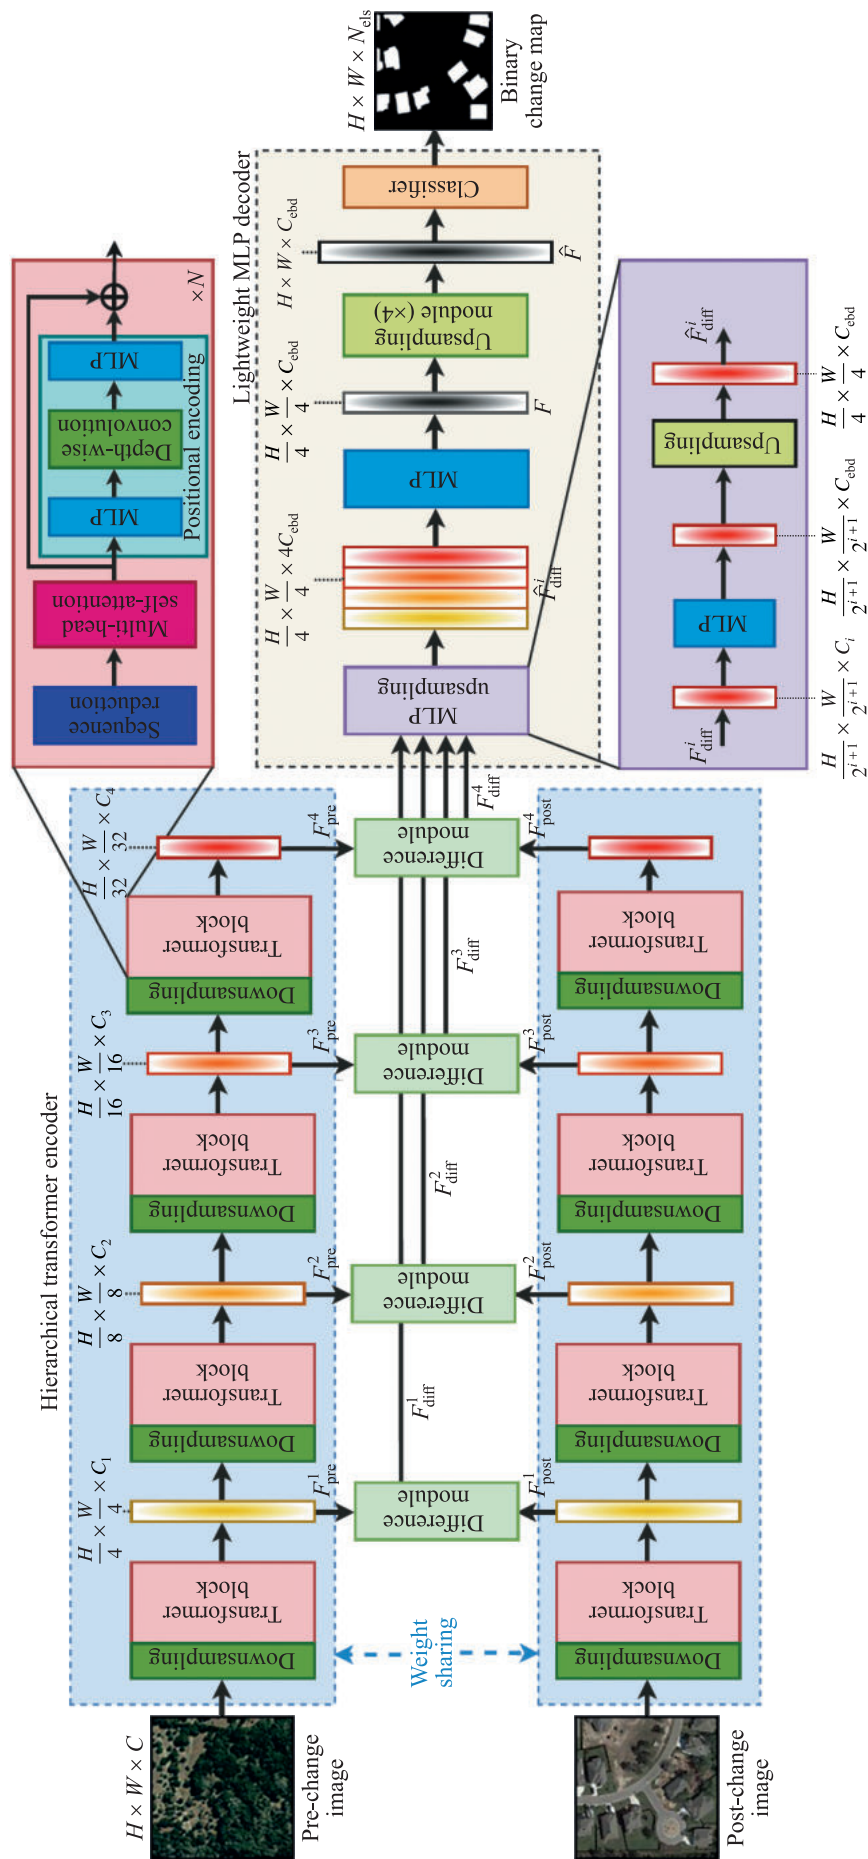 Hierarchical transformer encoder
H × W × C
Pre-change
image
Downsampling
Transformer
block
H/4 × W/4 × C₁
Downsampling
Transformer
block
H/8 × W/8 × C₂
Downsampling
Transformer
block
H/16 × W/16 × C₃
Downsampling
Transformer
block
H/32 × W/32 × C₄
F¹pre
F²pre
F³pre
F⁴pre
Weight
sharing
Difference
module
Difference
module
Difference
module
Difference
module
F¹diff
F²diff
F³diff
F⁴diff
F¹post
F²post
F³post
F⁴post
Post-change
image
Downsampling
Transformer
block
Downsampling
Transformer
block
Downsampling
Transformer
block
Downsampling
Transformer
block
Sequence
reduction
Multi-head
self-attention
MLP
Depth-wise
convolution
MLP
Positional encoding
×N
Lightweight MLP decoder
MLP
upsampling
H/4 × W/4 × 4Cebd
F̂ⁱdiff
MLP
H/4 × W/4 × Cebd
F
Upsampling
module (×4)
H × W × Cebd
F̂
Classifier
H × W × Nels
Binary
change map
Fⁱdiff
H/2ⁱ⁺¹ × W/2ⁱ⁺¹ × Cᵢ
MLP
H/2ⁱ⁺¹ × W/2ⁱ⁺¹ × Cebd
Upsampling
H/4 × W/4 × Cebd
F̂ⁱdiff